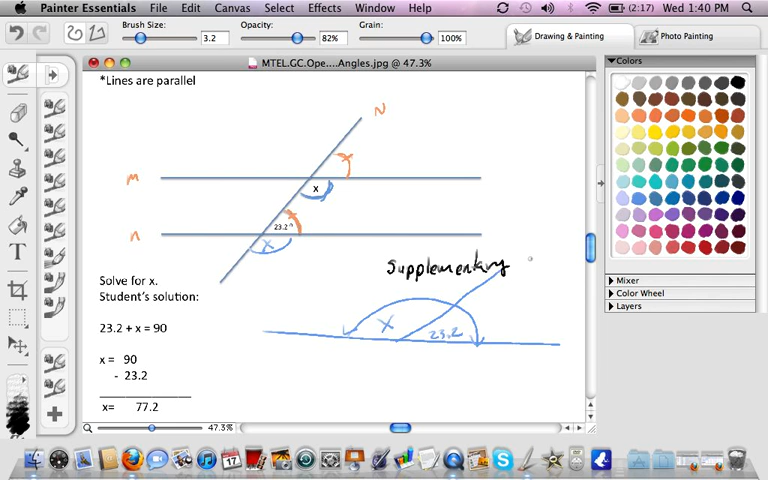 Painter Essentials File Edit Canvas Select Effects Window Help (2:17) Wed 1:40 PM
Brush Size: Opacity: Grain:
3.2 82% 100% Drawing & Painting Photo Painting
MTEL.GC.Ope....Angles.jpg @ 47.3% Colors
*Lines are parallel
N
M
x
x
x
n
23.2°
x
Supplementary
Solve for x.
Student's solution:
23.2 + x = 90
X 23.2
x = 90
- 23.2
x= 77.2
Mixer
Color Wheel
Layers
47.3%
T
17